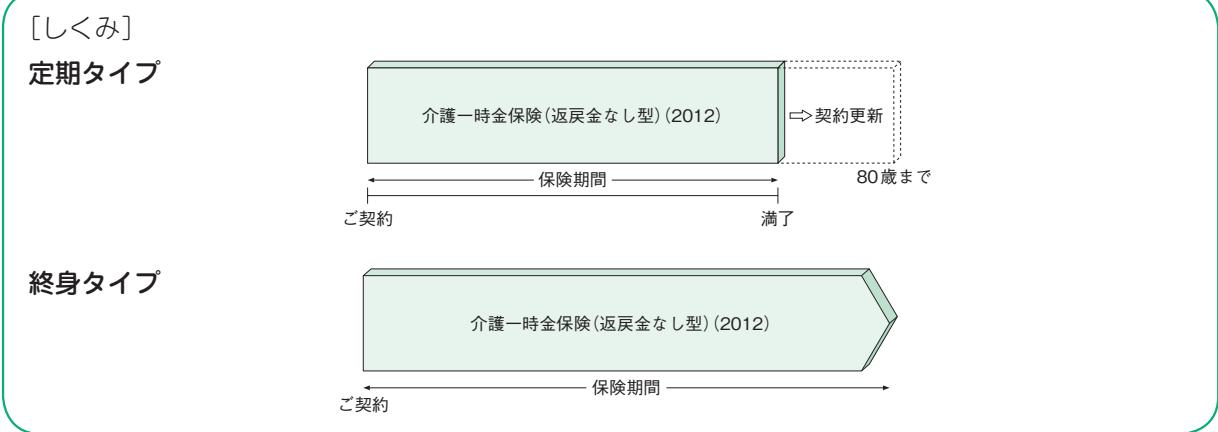 ［しくみ］
定期タイプ
介護一時金保険（返戻金なし型）（2012）
⇨契約更新
保険期間
80歳まで
ご契約
満了
終身タイプ
介護一時金保険（返戻金なし型）（2012）
保険期間
ご契約